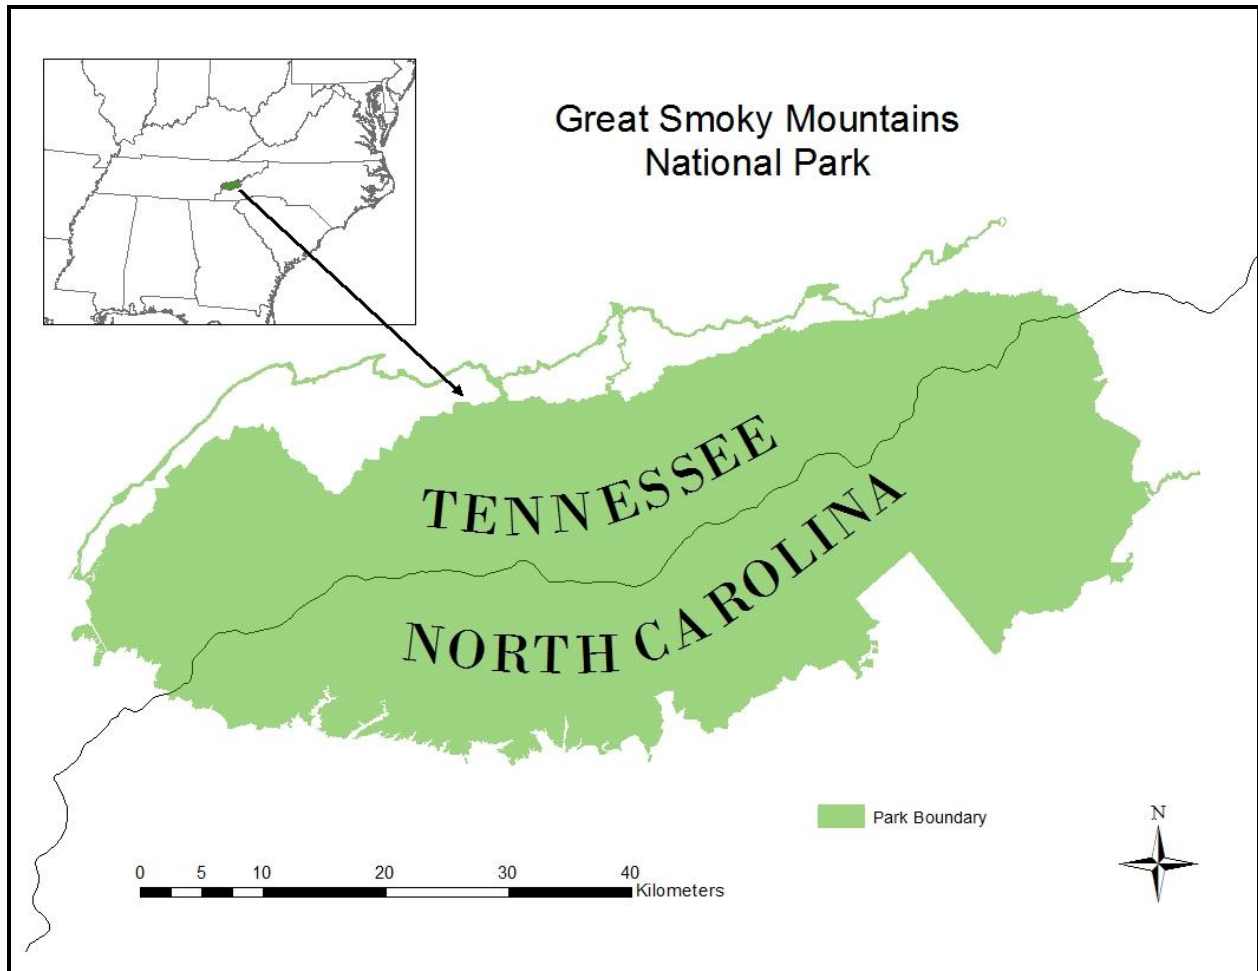 Great Smoky Mountains
National Park
TENNESSEE
NORTH CAROLINA
Park Boundary
N
0 5 10 20 30 40
Kilometers